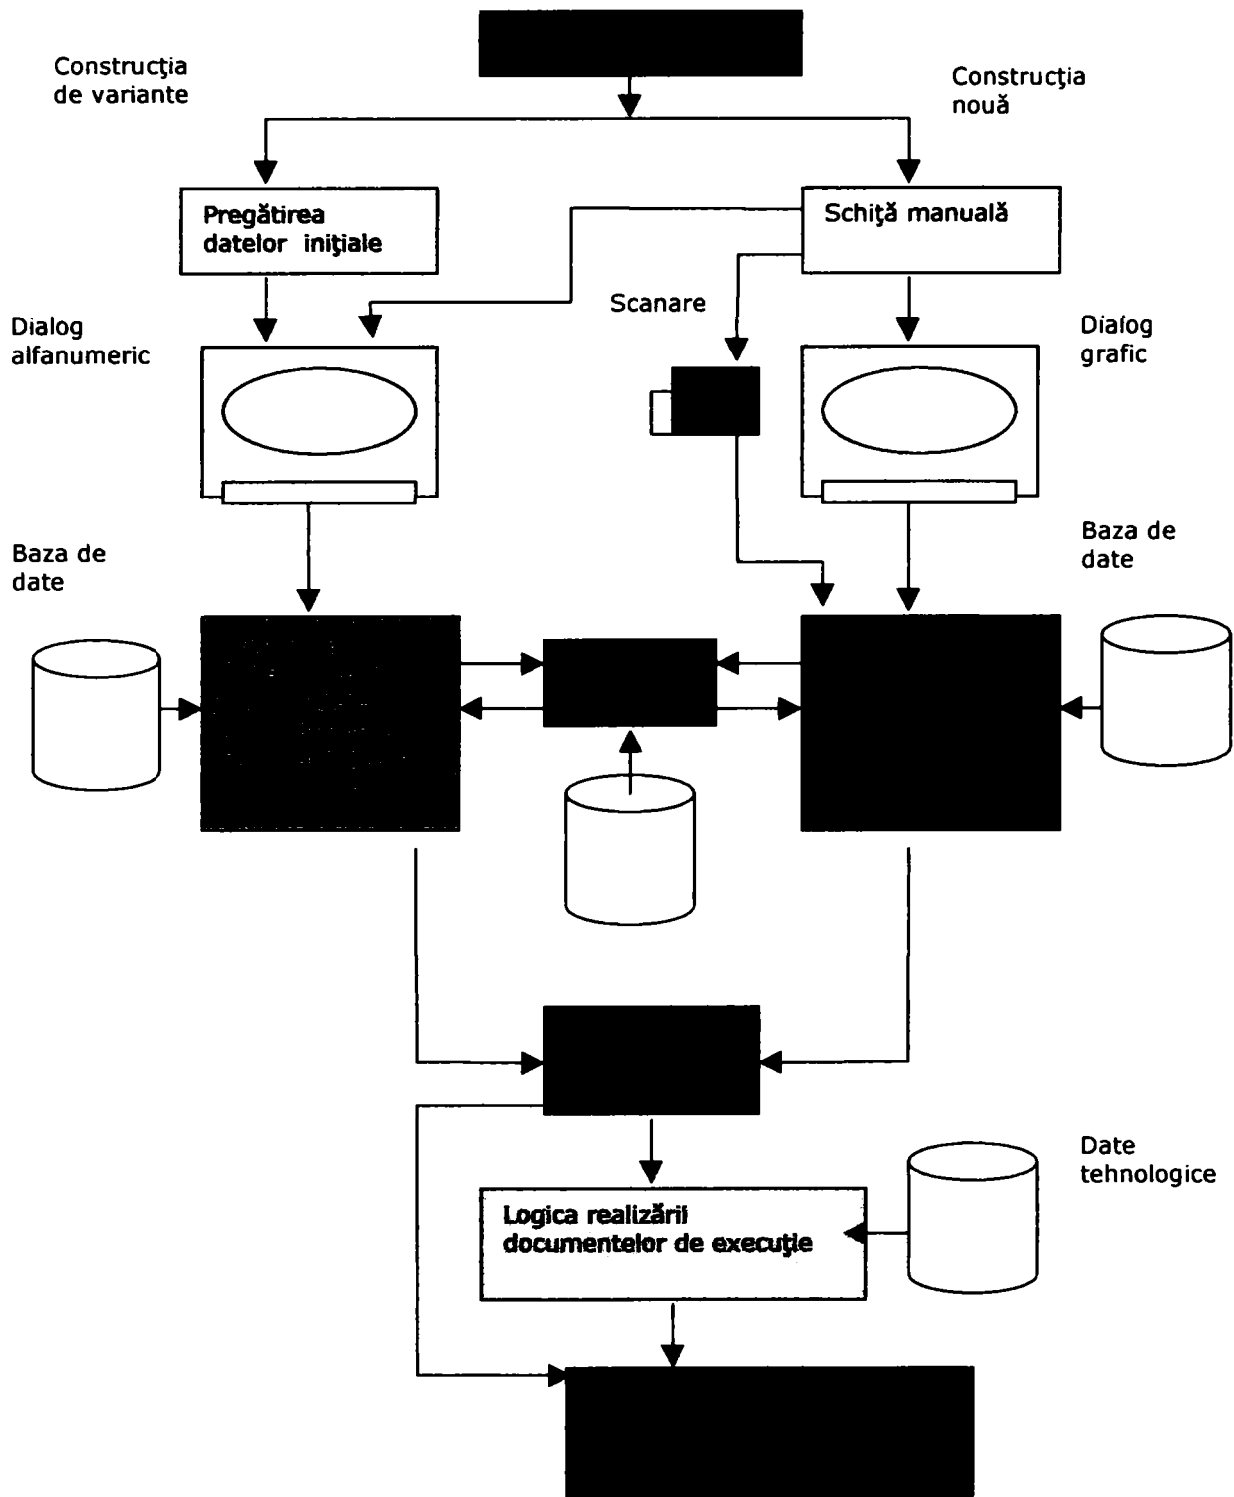 Construcţia
de variante
Construcţia
nouă
Pregătirea
datelor iniţiale
Schiţă manuală
Scanare
Dialog
alfanumeric
Dialog
grafic
Baza de
date
Baza de
date
Date
tehnologice
Logica realizării
documentelor de execuţie